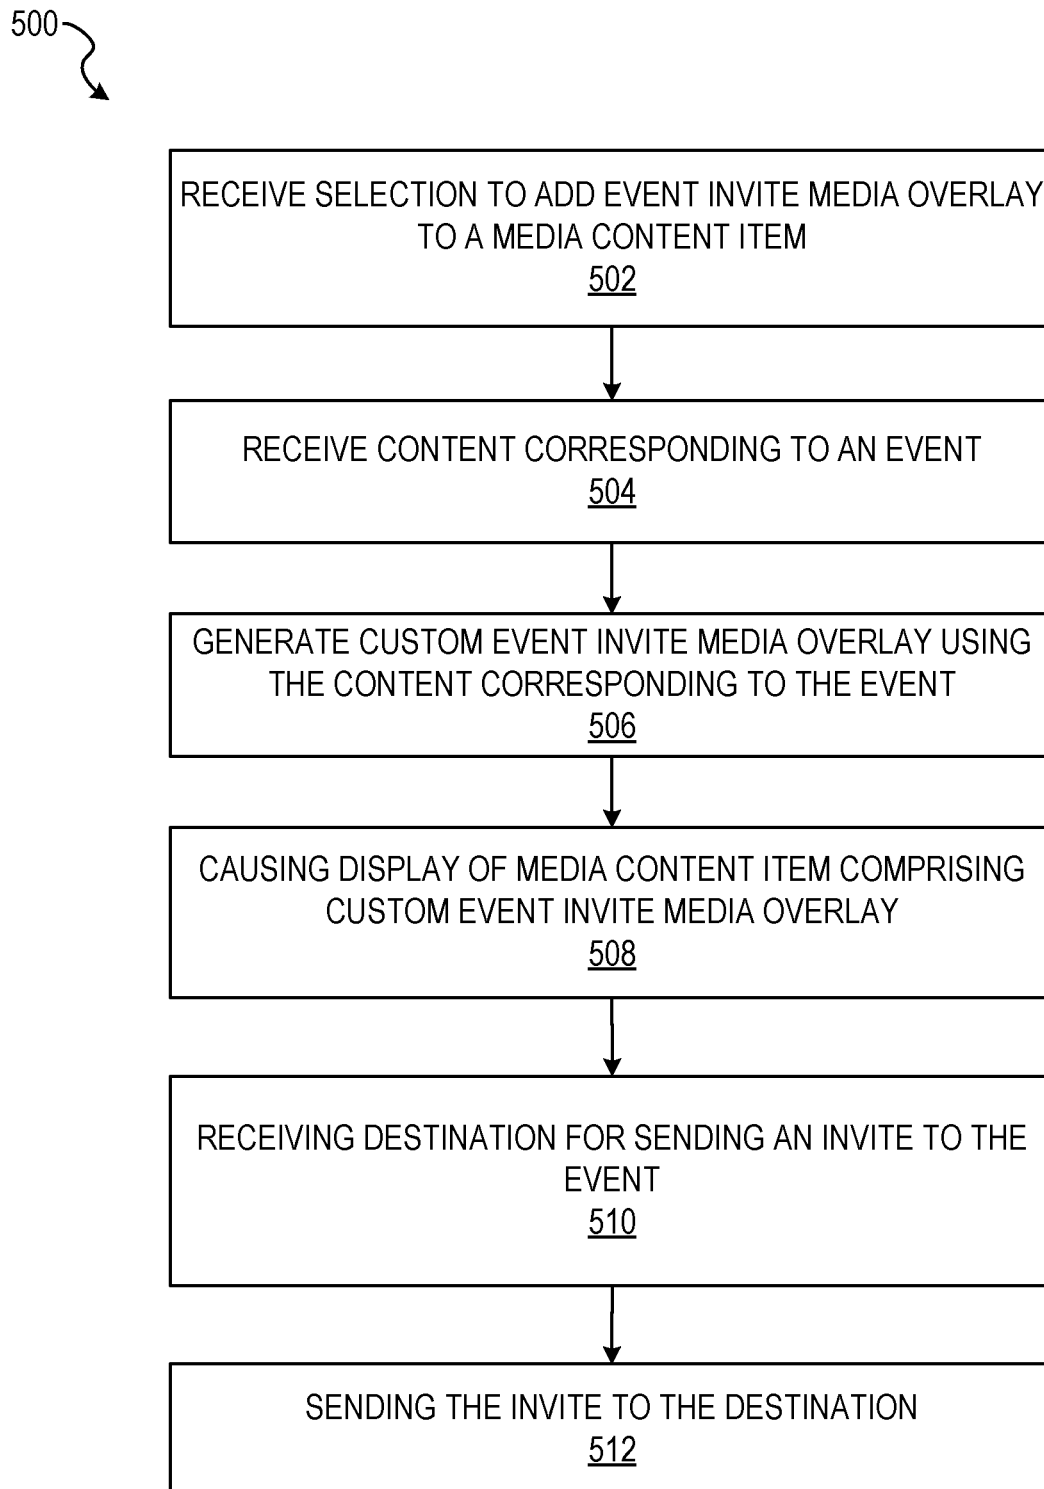 500
RECEIVE SELECTION TO ADD EVENT INVITE MEDIA OVERLAY
TO A MEDIA CONTENT ITEM
502
RECEIVE CONTENT CORRESPONDING TO AN EVENT
504
GENERATE CUSTOM EVENT INVITE MEDIA OVERLAY USING
THE CONTENT CORRESPONDING TO THE EVENT
506
CAUSING DISPLAY OF MEDIA CONTENT ITEM COMPRISING
CUSTOM EVENT INVITE MEDIA OVERLAY
508
RECEIVING DESTINATION FOR SENDING AN INVITE TO THE
EVENT
510
SENDING THE INVITE TO THE DESTINATION
512